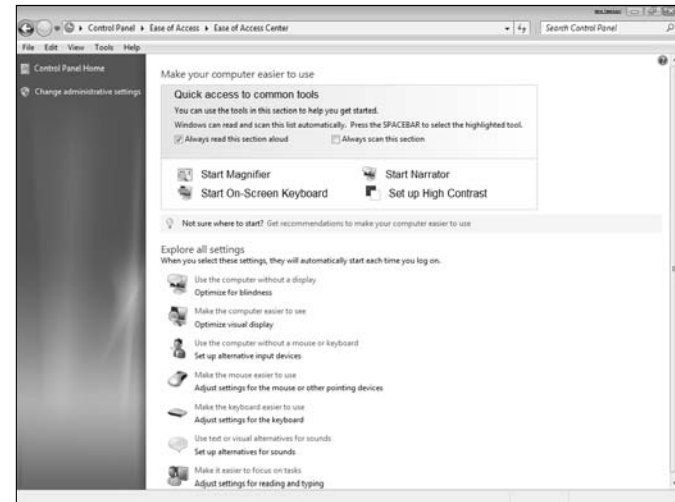 Control Panel ▸ Ease of Access ▸ Ease of Access Center
Search Control Panel
File Edit View Tools Help
Control Panel Home
Change administrative settings
Make your computer easier to use
Quick access to common tools
You can use the tools in this section to help you get started.
Windows can read and scan this list automatically. Press the SPACEBAR to select the highlighted tool.
Always read this section aloud
Always scan this section
Start Magnifier
Start Narrator
Start On-Screen Keyboard
Set up High Contrast
Not sure where to start? Get recommendations to make your computer easier to use
Explore all settings
When you select these settings, they will automatically start each time you log on.
Use the computer without a display
Optimize for blindness
Make the computer easier to see
Optimize visual display
Use the computer without a mouse or keyboard
Set up alternative input devices
Make the mouse easier to use
Adjust settings for the mouse or other pointing devices
Make the keyboard easier to use
Adjust settings for the keyboard
Use text or visual alternatives for sounds
Set up alternatives for sounds
Make it easier to focus on tasks
Adjust settings for reading and typing